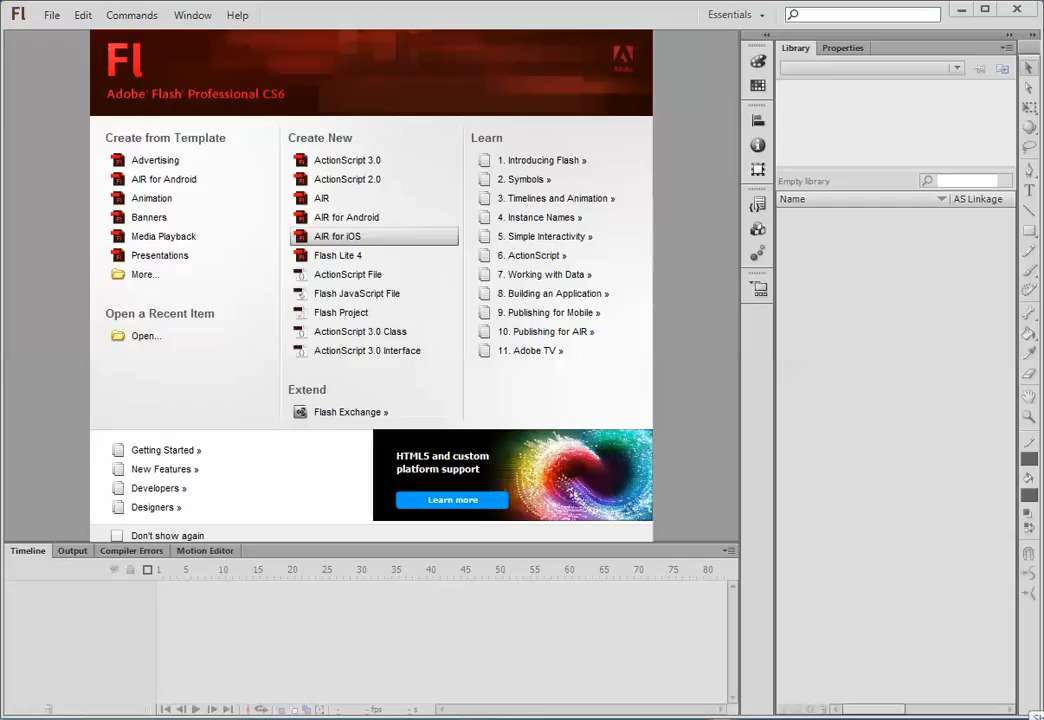 Fl File Edit Commands Window Help Essentials
Library Properties
Fl
Adobe
Adobe® Flash® Professional CS6
Create from Template Create New Learn
Advertising ActionScript 3.0 1. Introducing Flash »
AIR for Android ActionScript 2.0 2. Symbols »
Animation AIR 3. Timelines and Animation »
Banners AIR for Android 4. Instance Names »
Media Playback AIR for iOS 5. Simple Interactivity »
Presentations Flash Lite 4 6. ActionScript »
More... ActionScript File 7. Working with Data »
Flash JavaScript File 8. Building an Application »
Open a Recent Item Flash Project 9. Publishing for Mobile »
Open... ActionScript 3.0 Class 10. Publishing for AIR »
ActionScript 3.0 Interface 11. Adobe TV »
Extend
Flash Exchange »
Empty library
Name AS Linkage
Getting Started »
New Features »
Developers »
Designers »
HTML5 and custom
platform support
Learn more
Don't show again
Timeline Output Compiler Errors Motion Editor
1 5 10 15 20 25 30 35 40 45 50 55 60 65 70 75 80
- - fps - s